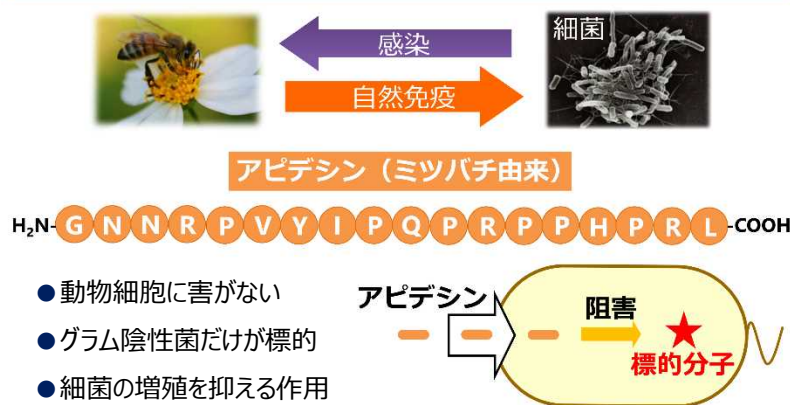 感染
細菌
自然免疫
アピデシン（ミツバチ由来）
H₂N-GNNRPVYIPQPRPPHPRL-COOH
●動物細胞に害がない
●グラム陰性菌だけが標的
●細菌の増殖を抑える作用
アピデシン
阻害
標的分子